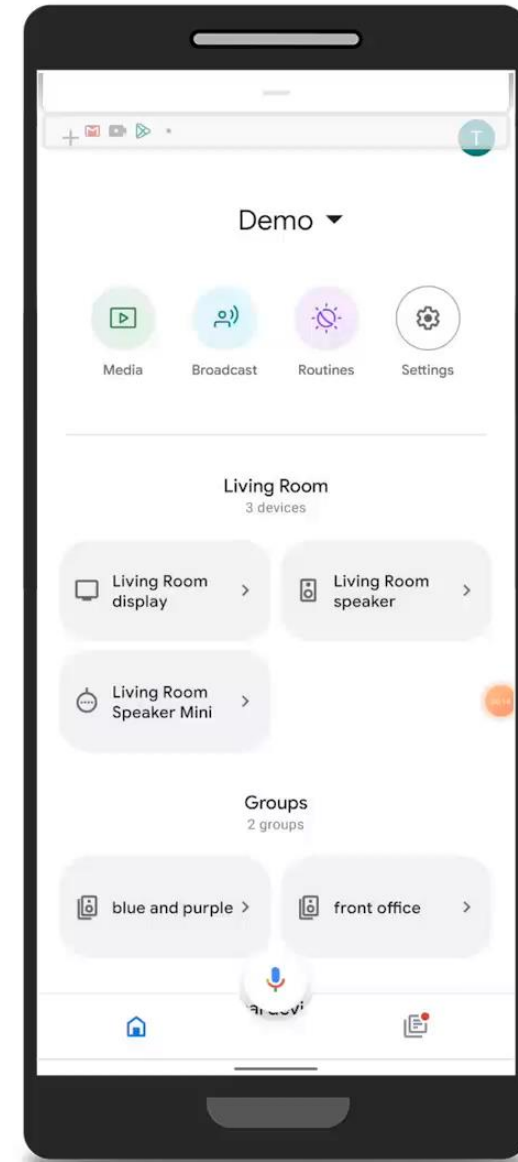 T
Demo
Media
Broadcast
Routines
Settings
Living Room
3 devices
Living Room
display
Living Room
speaker
Living Room
Speaker Mini
Groups
2 groups
blue and purple
front office